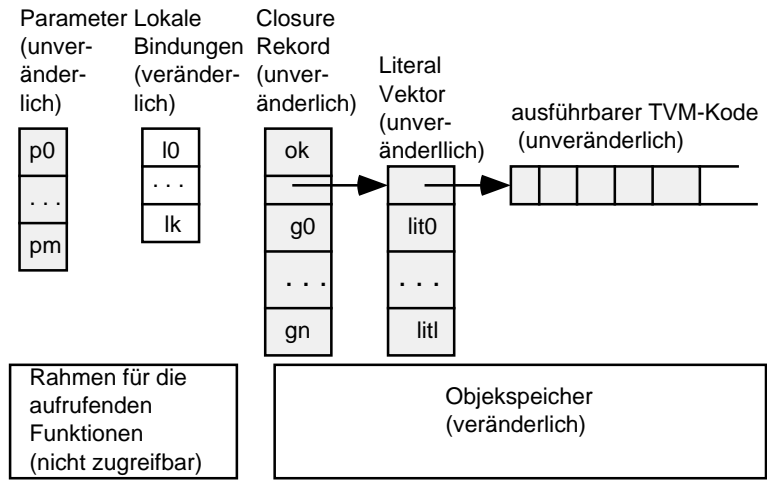 Parameter
(unver-
änder-
lich)
Lokale
Bindungen
(veränder-
lich)
Closure
Rekord
(unver-
änderlich)
Literal
Vektor
(unver-
änderllich)
ausführbarer TVM-Kode
(unveränderlich)
p0
. . .
pm
l0
. . .
lk
ok
g0
. . .
gn
lit0
. . .
litl
Rahmen für die
aufrufenden
Funktionen
(nicht zugreifbar)
Objekspeicher
(veränderlich)